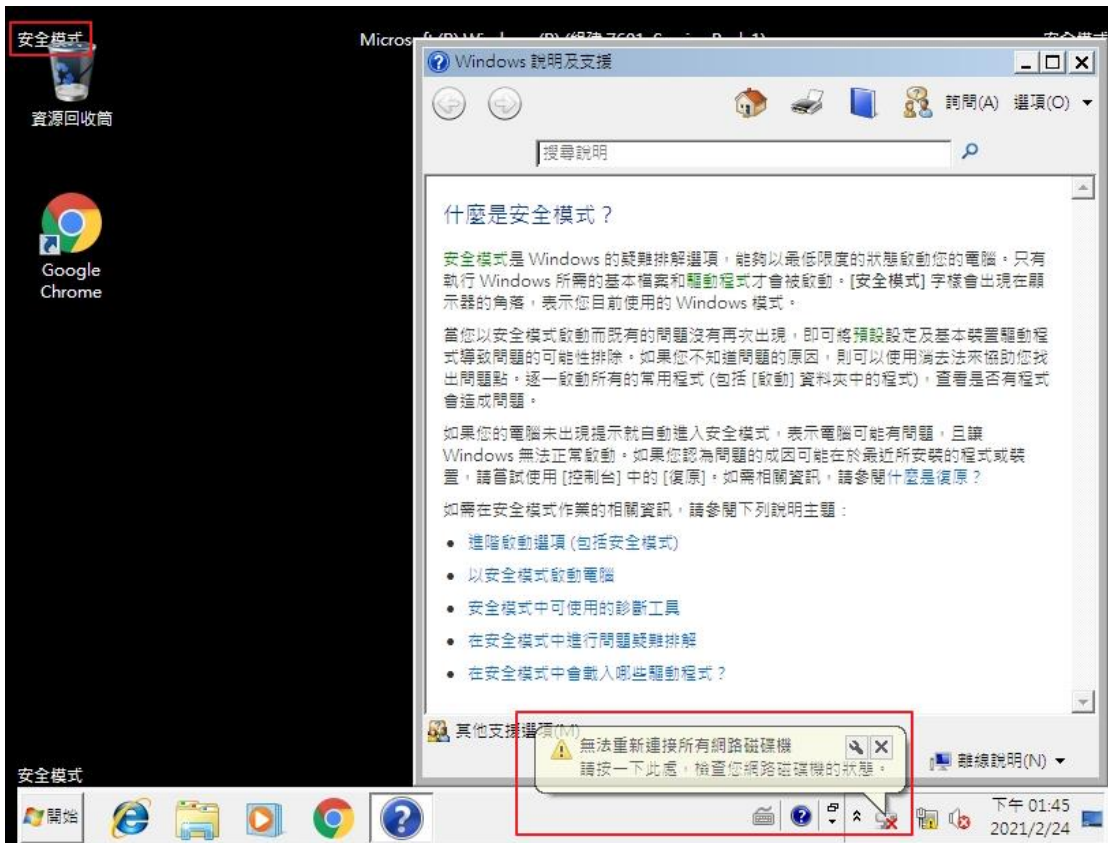 安全模式
資源回收筒
Google
Chrome
安全模式
Windows 說明及支援
詢問(A) 選項(O)
搜尋說明
什麼是安全模式？
安全模式是 Windows 的疑難排解選項，能夠以最低限度的狀態啟動您的電腦。只有
執行 Windows 所需的基本檔案和驅動程式才會被啟動。[安全模式] 字樣會出現在顯
示器的角落，表示您目前使用的 Windows 模式。
當您以安全模式啟動而既有的問題沒有再次出現，即可將預設設定及基本裝置驅動程
式導致問題的可能性排除。如果您不知道問題的原因，則可以使用消去法來協助您找
出問題點。逐一啟動所有的常用程式 (包括 [啟動] 資料夾中的程式)，查看是否有程式
會造成問題。
如果您的電腦未出現提示就自動進入安全模式，表示電腦可能有問題，且讓
Windows 無法正常啟動。如果您認為問題的成因可能在於最近所安裝的程式或裝
置，請嘗試使用 [控制台] 中的 [復原]。如需相關資訊，請參閱什麼是復原？
如需在安全模式作業的相關資訊，請參閱下列說明主題：
進階啟動選項 (包括安全模式)
以安全模式啟動電腦
安全模式中可使用的診斷工具
在安全模式中進行問題疑難排解
在安全模式中會載入哪些驅動程式？
其他支援選項(M)
無法重新連接所有網路磁碟機
請按一下此處，檢查您網路磁碟機的狀態。
離線說明(N)
開始
下午 01:45
2021/2/24